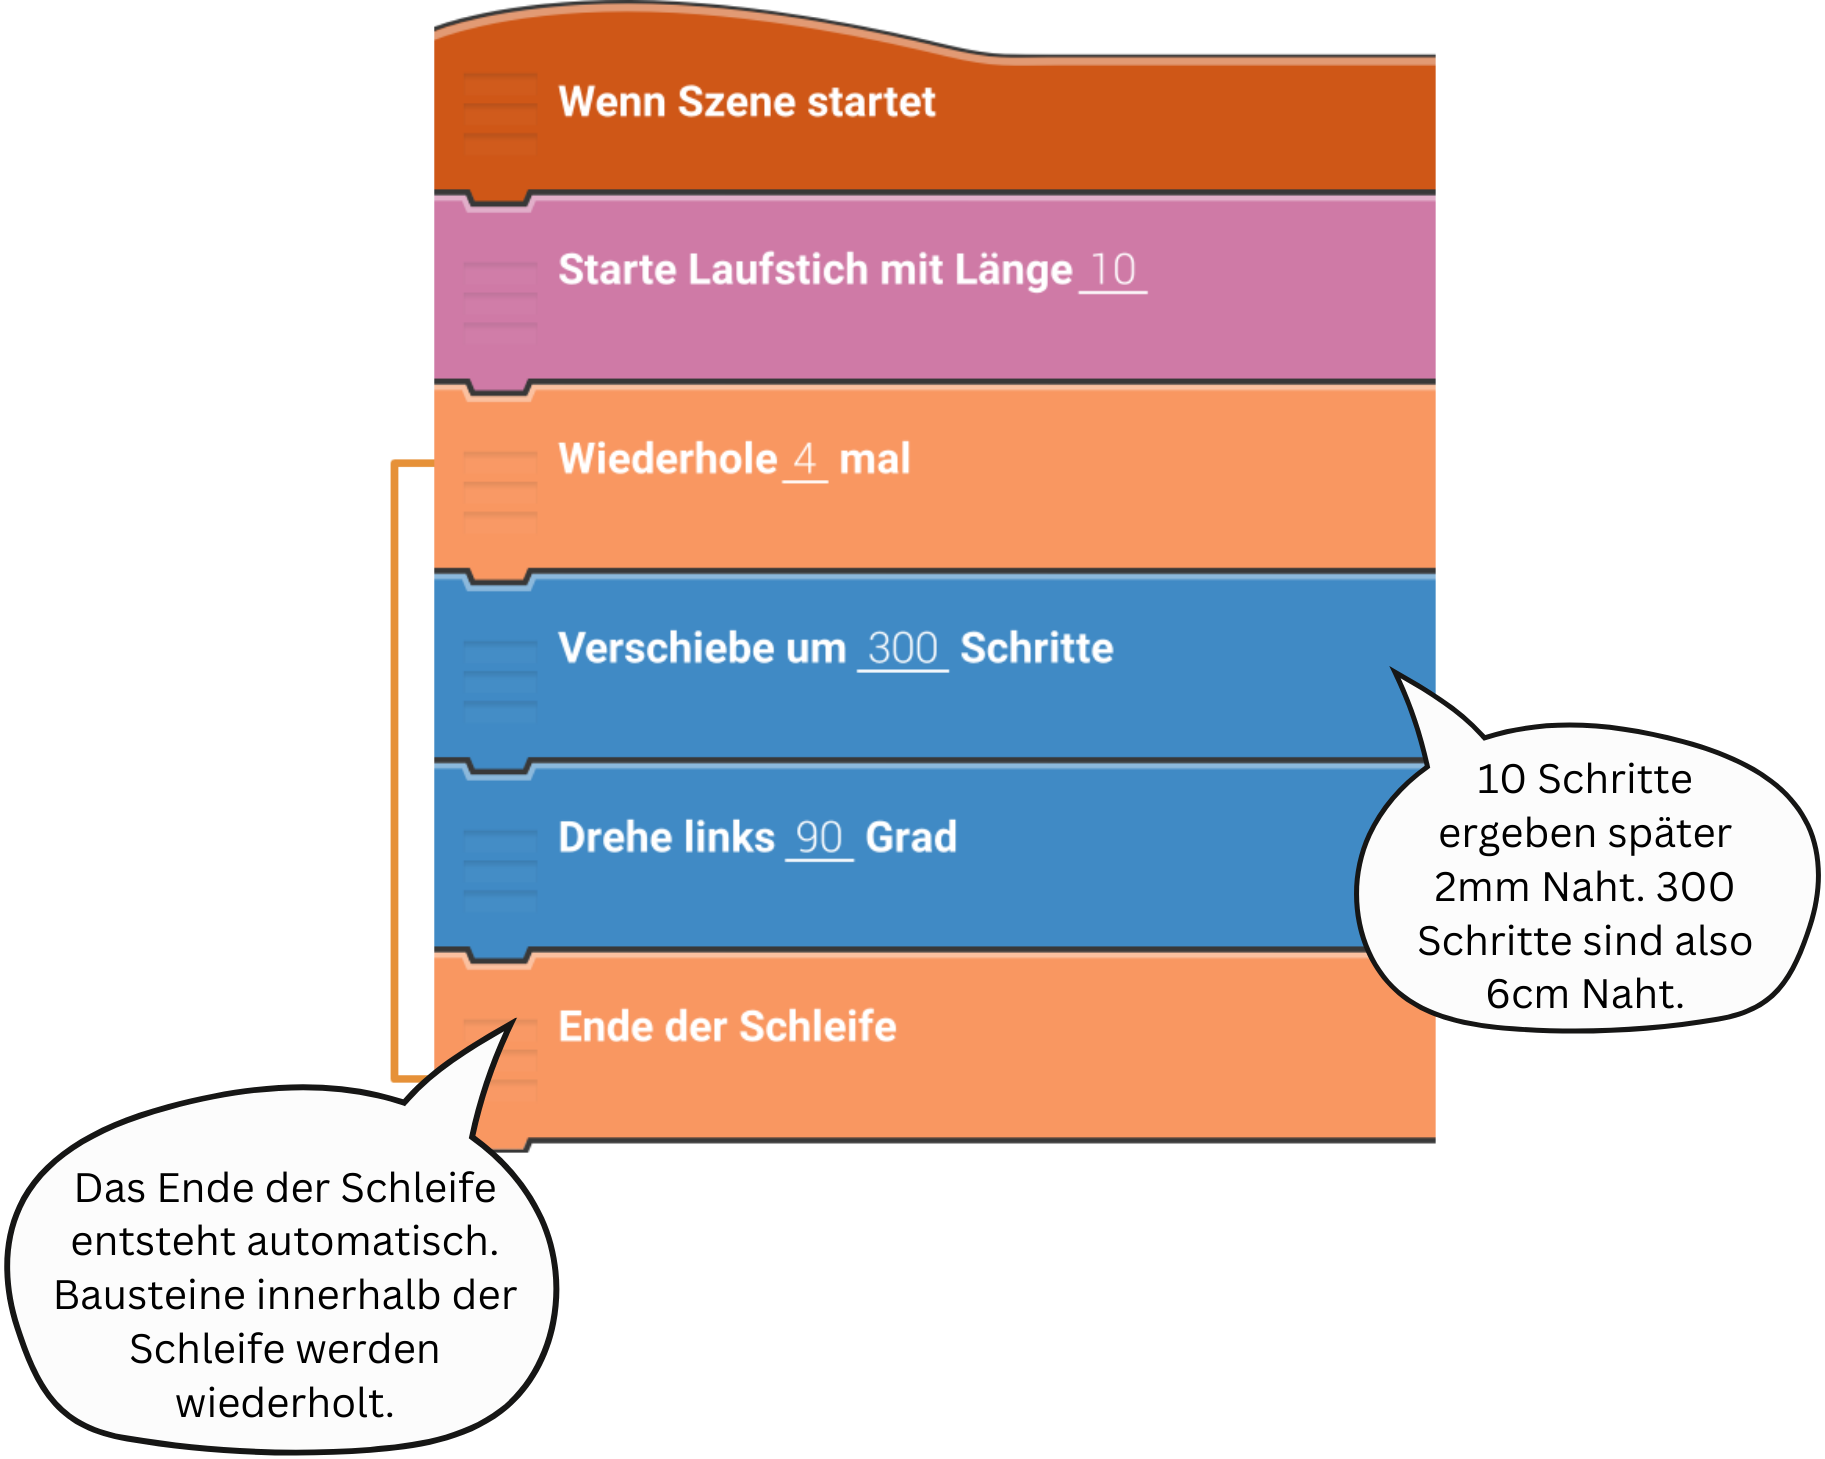 Wenn Szene startet
Starte Laufstich mit Länge 10
Wiederhole 4 mal
Verschiebe um 300 Schritte
Drehe links 90 Grad
10 Schritte
ergeben später
2mm Naht. 300
Schritte sind also
6cm Naht.
Ende der Schleife
Das Ende der Schleife
entsteht automatisch.
Bausteine innerhalb der
Schleife werden
wiederholt.